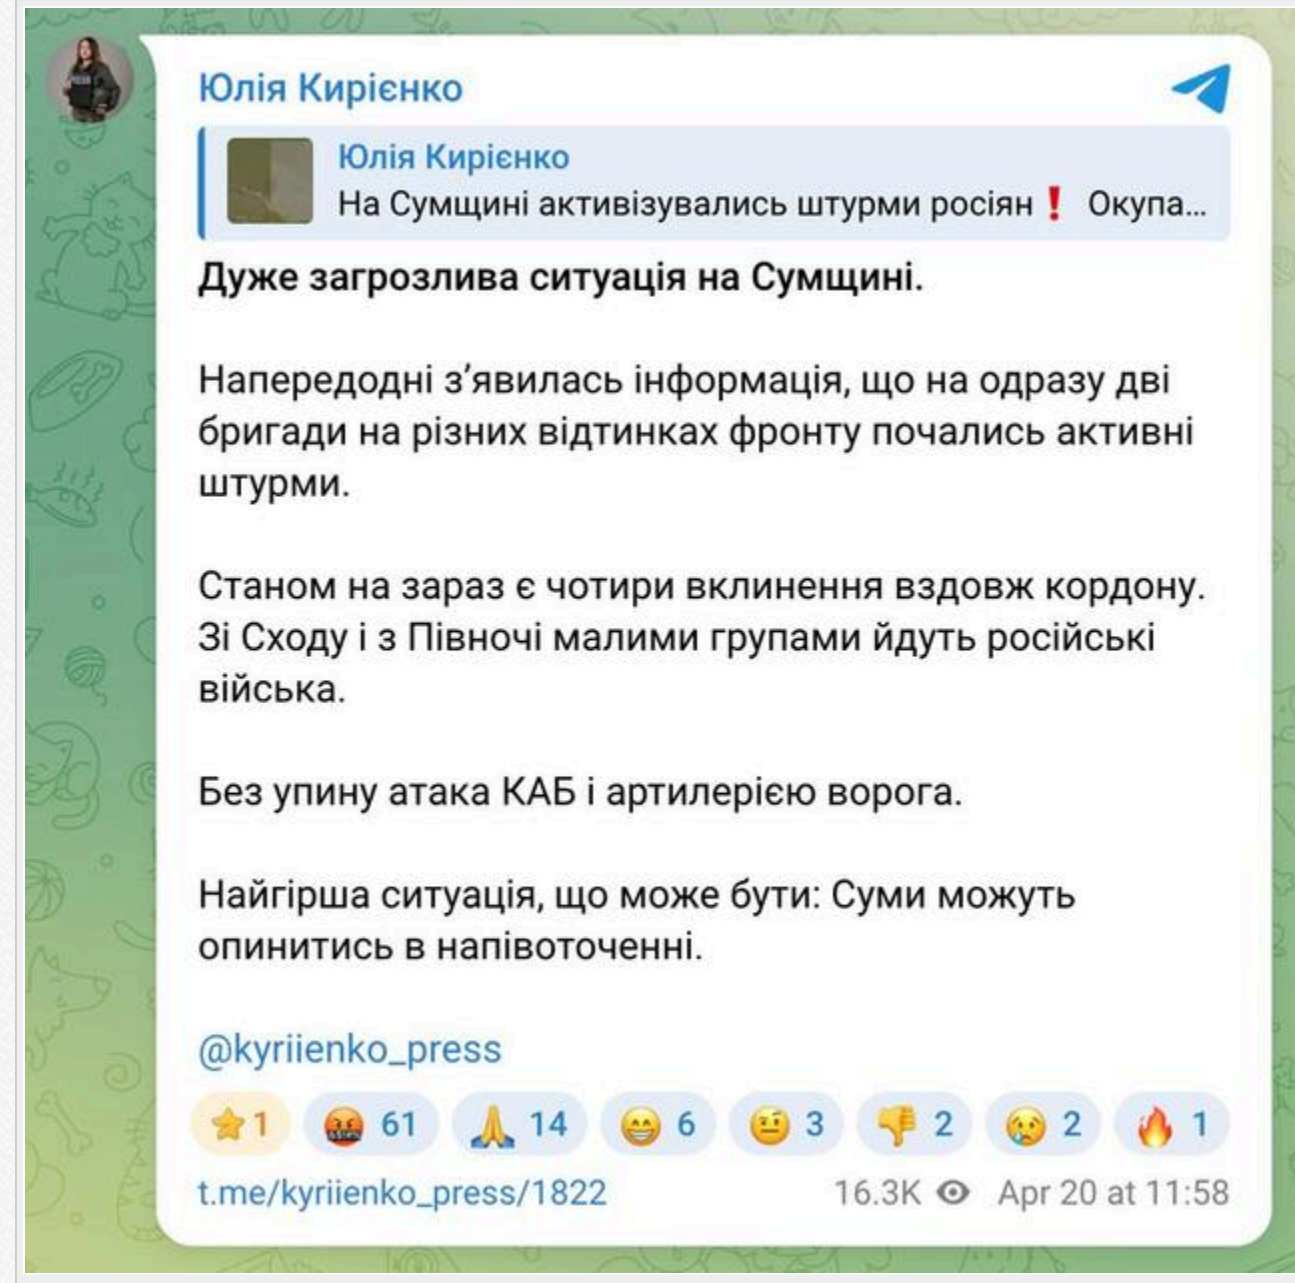 Юлія Кирієнко
Юлія Кирієнко
На Сумщині активізувались штурми росіян❗ Окупа...
Дуже загрозлива ситуація на Сумщині.
Напередодні з’явилась інформація, що на одразу дві
бригади на різних відтинках фронту почались активні
штурми.
Станом на зараз є чотири вклинення вздовж кордону.
Зі Сходу і з Півночі малими групами йдуть російські
війська.
Без упину атака КАБ і артилерією ворога.
Найгірша ситуація, що може бути: Суми можуть
опинитись в напівоточенні.
@kyriienko_press
⭐1 🤬 61 🙏 14 😁 6 🤨 3 👎 2 😢 2 🔥 1
t.me/kyriienko_press/1822 16.3K Apr 20 at 11:58